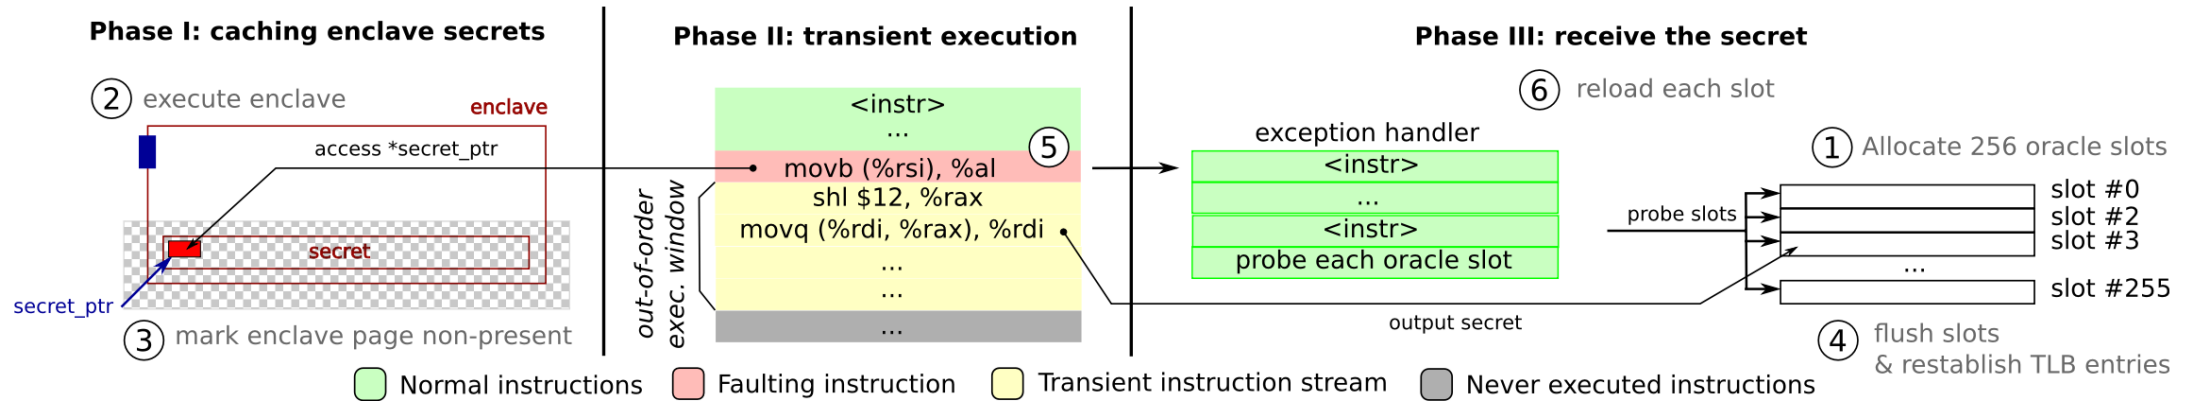 Phase I: caching enclave secrets
2 execute enclave
enclave
access *secret_ptr
secret
secret_ptr
3 mark enclave page non-present
Phase II: transient execution
<instr>
...
5
movb (%rsi), %al
shl $12, %rax
movq (%rdi, %rax), %rdi
...
...
...
out-of-order
exec. window
Phase III: receive the secret
6 reload each slot
exception handler
<instr>
...
<instr>
probe each oracle slot
1 Allocate 256 oracle slots
probe slots
slot #0
slot #2
slot #3
...
slot #255
output secret
4 flush slots
& restablish TLB entries
Normal instructions
Faulting instruction
Transient instruction stream
Never executed instructions